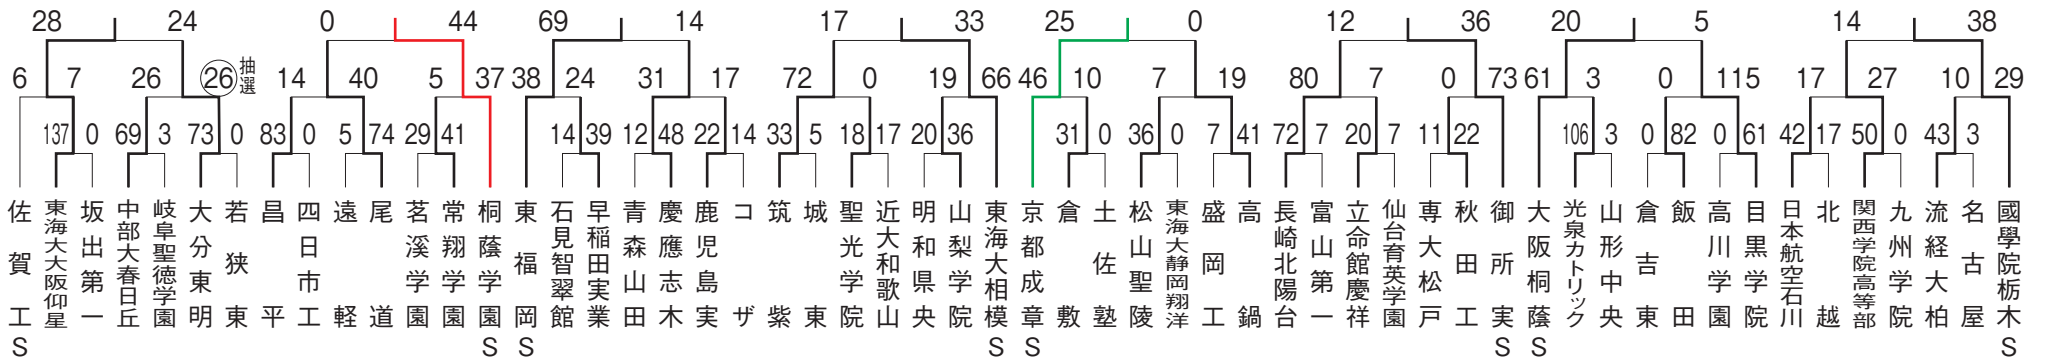 28 24 0 44 69 14 17 33 25 0 12 36 20 5 14 38
6 7 26 26 抽選 14 40 5 37 38 24 31 17 72 0 19 66 46 10 7 19 80 7 0 73 61 3 0 115 17 27 10 29
137 0 69 3 73 0 83 0 5 74 29 41 14 39 12 48 22 14 33 5 18 17 20 36 31 0 36 0 7 41 72 7 20 7 11 22 106 3 0 82 0 61 42 17 50 0 43 3
佐賀工S
東海大大阪仰星
坂出第一
中部大春日丘
岐阜聖徳学園
大分東明
若狭東
昌平
四日市工
遠軽
尾道
茗溪学園
常翔学園
桐蔭学園S
東福岡S
石見智翠館
早稲田実業
青森山田
慶應志木
鹿児島実
コザ
筑紫
城東
聖光学院
近大和歌山
明和県央
山梨学院
東海大相模S
京都成章S
倉敷
土佐塾
松山聖陵
東海大静岡翔洋
盛岡工
高鍋
長崎北陽台
富山第一
立命館慶祥
仙台育英学園
専大松戸
秋田工
御所実S
大阪桐蔭S
光泉カトリック
山形中央
倉吉東
飯田
高川学園
目黒学院
日本航空石川
北越
関西学院高等部
九州学院
流経大柏
名古屋
國學院栃木S